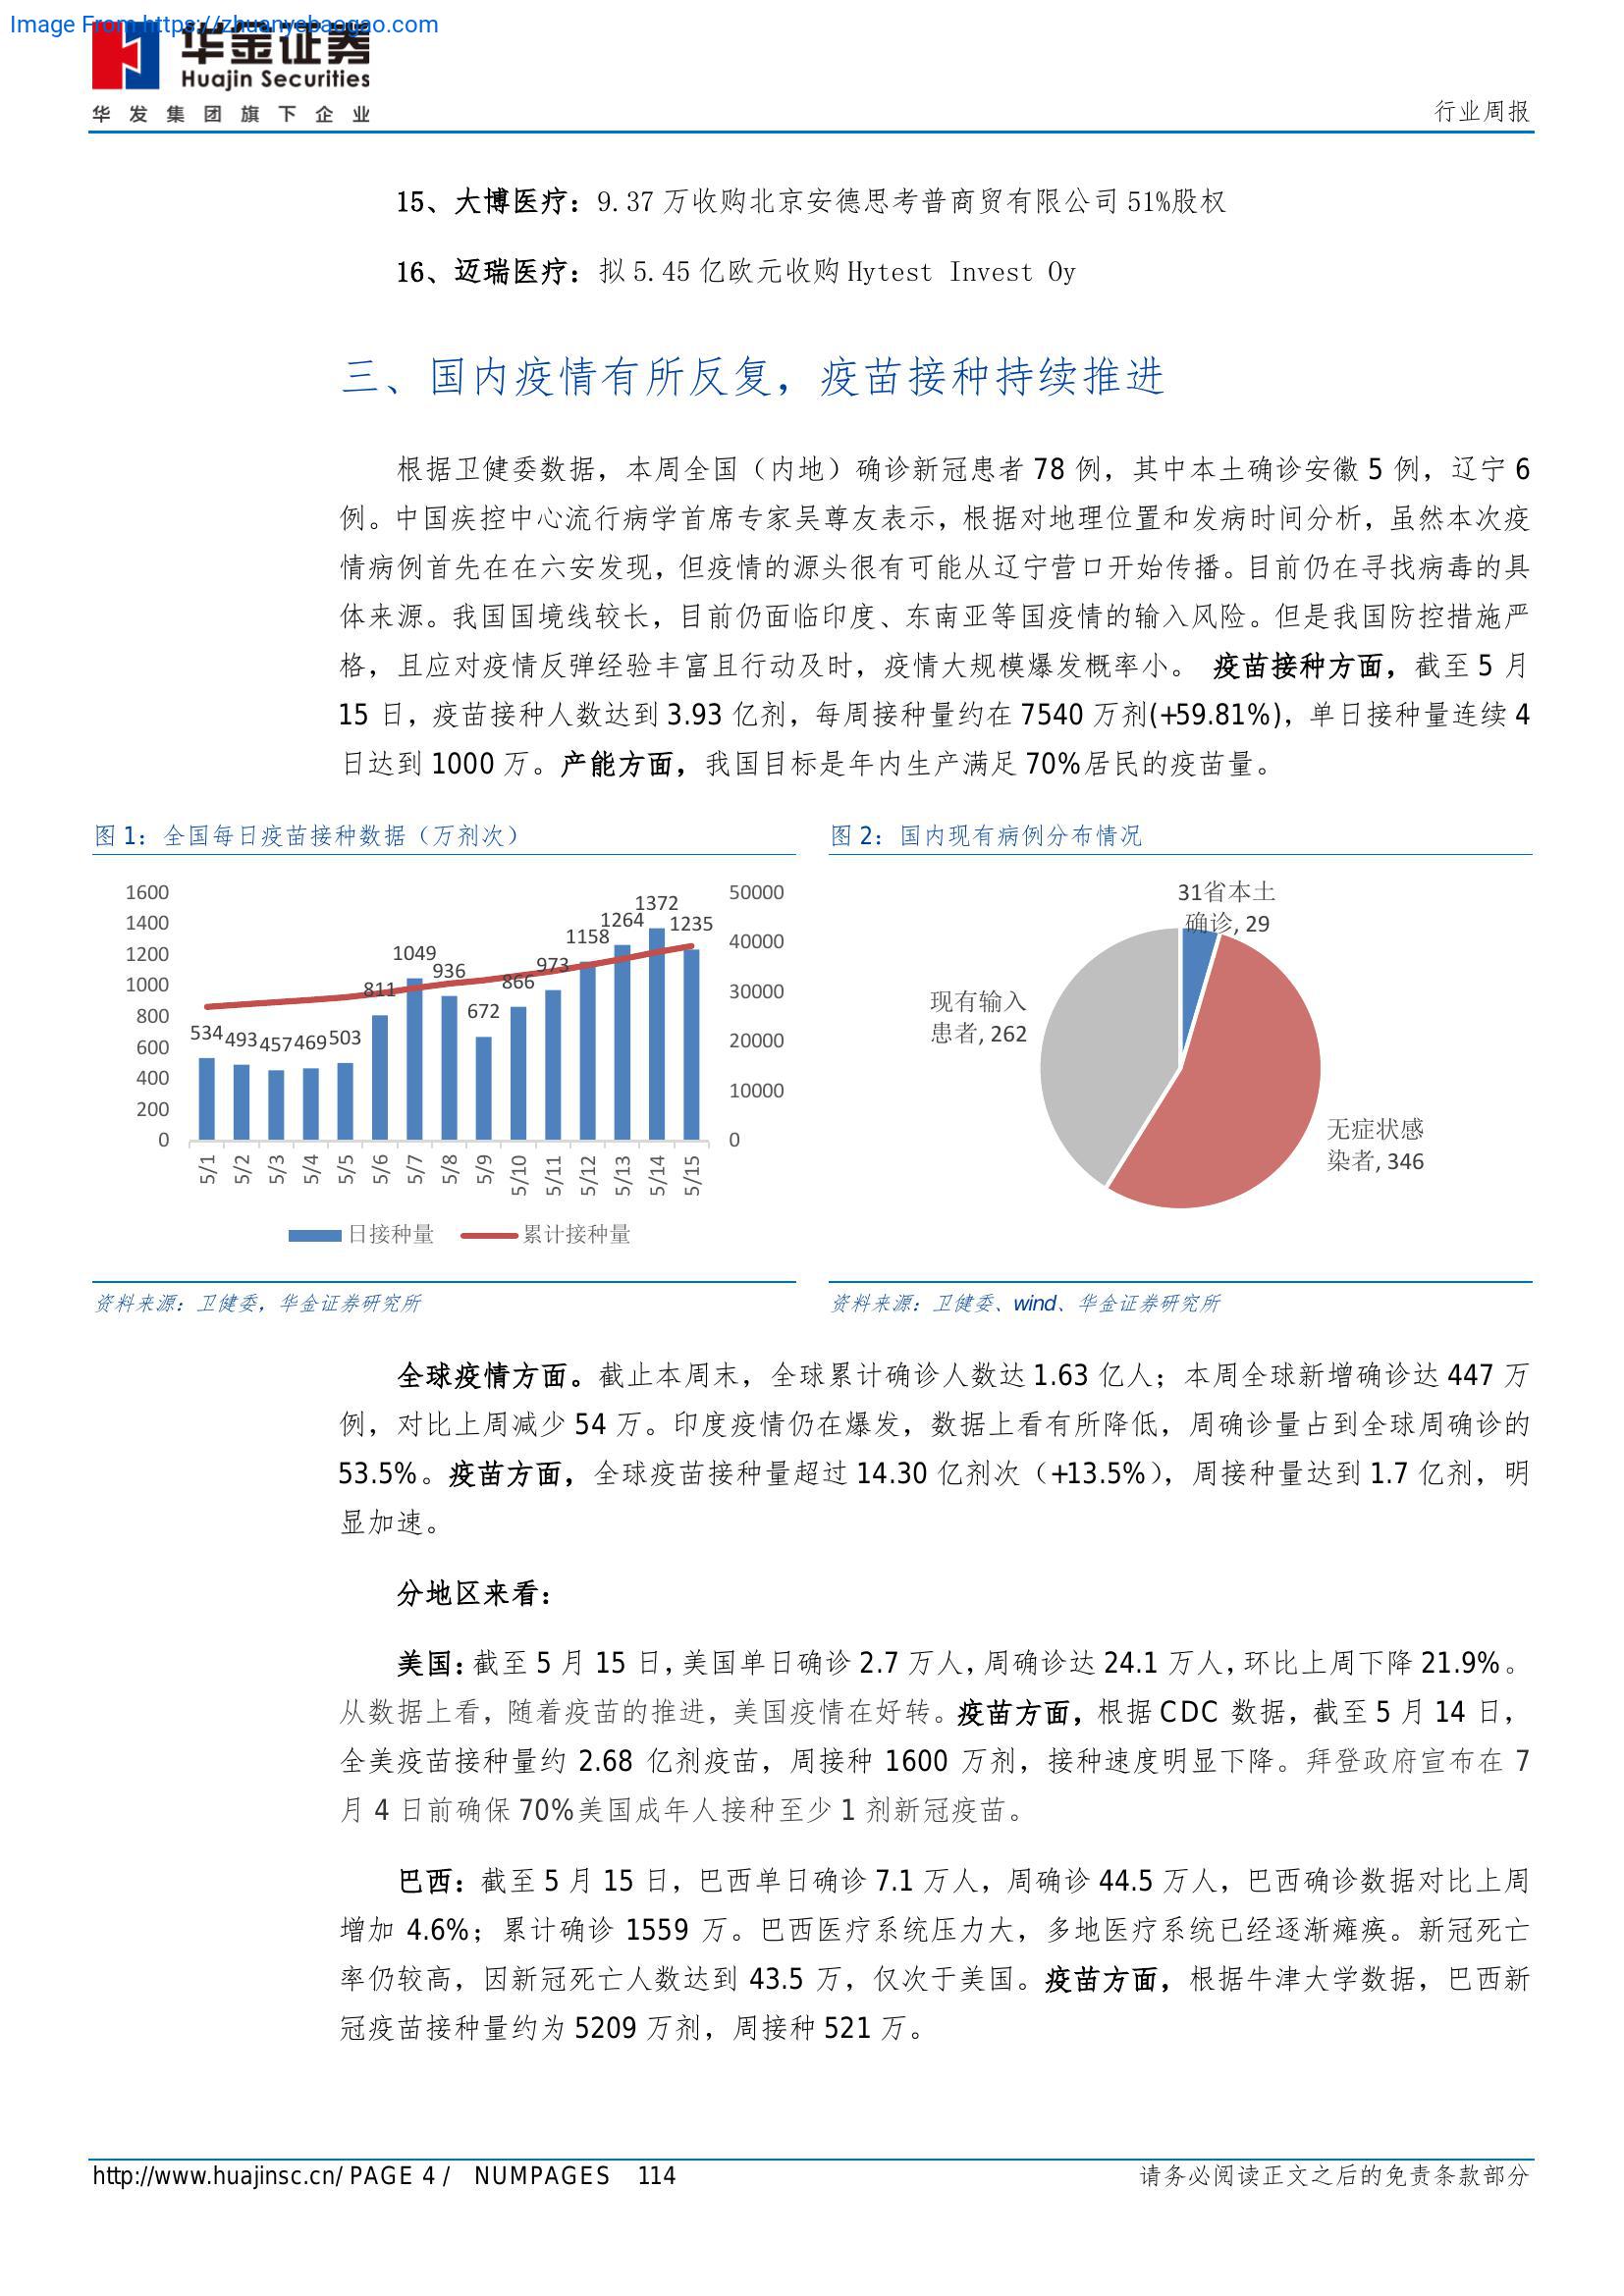 Image From https://zhuanyebaogao.com
华金证券
Huajin Securities
华发集团旗下企业
行业周报
15、大博医疗：9.37 万收购北京安德思考普商贸有限公司 51%股权
16、迈瑞医疗：拟 5.45 亿欧元收购 Hytest Invest Oy
三、国内疫情有所反复，疫苗接种持续推进
根据卫健委数据，本周全国（内地）确诊新冠患者 78 例，其中本土确诊安徽 5 例，辽宁 6
例。中国疾控中心流行病学首席专家吴尊友表示，根据对地理位置和发病时间分析，虽然本次疫
情病例首先在在六安发现，但疫情的源头很有可能从辽宁营口开始传播。目前仍在寻找病毒的具
体来源。我国国境线较长，目前仍面临印度、东南亚等国疫情的输入风险。但是我国防控措施严
格，且应对疫情反弹经验丰富且行动及时，疫情大规模爆发概率小。 疫苗接种方面，截至 5 月
15 日，疫苗接种人数达到 3.93 亿剂，每周接种量约在 7540 万剂(+59.81%)，单日接种量连续 4
日达到 1000 万。产能方面，我国目标是年内生产满足 70%居民的疫苗量。
图 1：全国每日疫苗接种数据（万剂次）
1600
1400
1200
1000
800
600
400
200
0
534
493
457
469
503
811
1049
936
672
866
973
1158
1264
1372
1235
50000
40000
30000
20000
10000
0
5/1
5/2
5/3
5/4
5/5
5/6
5/7
5/8
5/9
5/10
5/11
5/12
5/13
5/14
5/15
日接种量
累计接种量
资料来源：卫健委，华金证券研究所
图 2：国内现有病例分布情况
31省本土
确诊, 29
现有输入
患者, 262
无症状感
染者, 346
资料来源：卫健委、wind、华金证券研究所
全球疫情方面。截止本周末，全球累计确诊人数达 1.63 亿人；本周全球新增确诊达 447 万
例，对比上周减少 54 万。印度疫情仍在爆发，数据上看有所降低，周确诊量占到全球周确诊的
53.5%。疫苗方面，全球疫苗接种量超过 14.30 亿剂次（+13.5%），周接种量达到 1.7 亿剂，明
显加速。
分地区来看：
美国：截至 5 月 15 日，美国单日确诊 2.7 万人，周确诊达 24.1 万人，环比上周下降 21.9%。
从数据上看，随着疫苗的推进，美国疫情在好转。疫苗方面，根据 CDC 数据，截至 5 月 14 日，
全美疫苗接种量约 2.68 亿剂疫苗，周接种 1600 万剂，接种速度明显下降。拜登政府宣布在 7
月 4 日前确保 70%美国成年人接种至少 1 剂新冠疫苗。
巴西：截至 5 月 15 日，巴西单日确诊 7.1 万人，周确诊 44.5 万人，巴西确诊数据对比上周
增加 4.6%；累计确诊 1559 万。巴西医疗系统压力大，多地医疗系统已经逐渐瘫痪。新冠死亡
率仍较高，因新冠死亡人数达到 43.5 万，仅次于美国。疫苗方面，根据牛津大学数据，巴西新
冠疫苗接种量约为 5209 万剂，周接种 521 万。
http://www.huajinsc.cn/ PAGE 4 / NUMPAGES 114
请务必阅读正文之后的免责条款部分